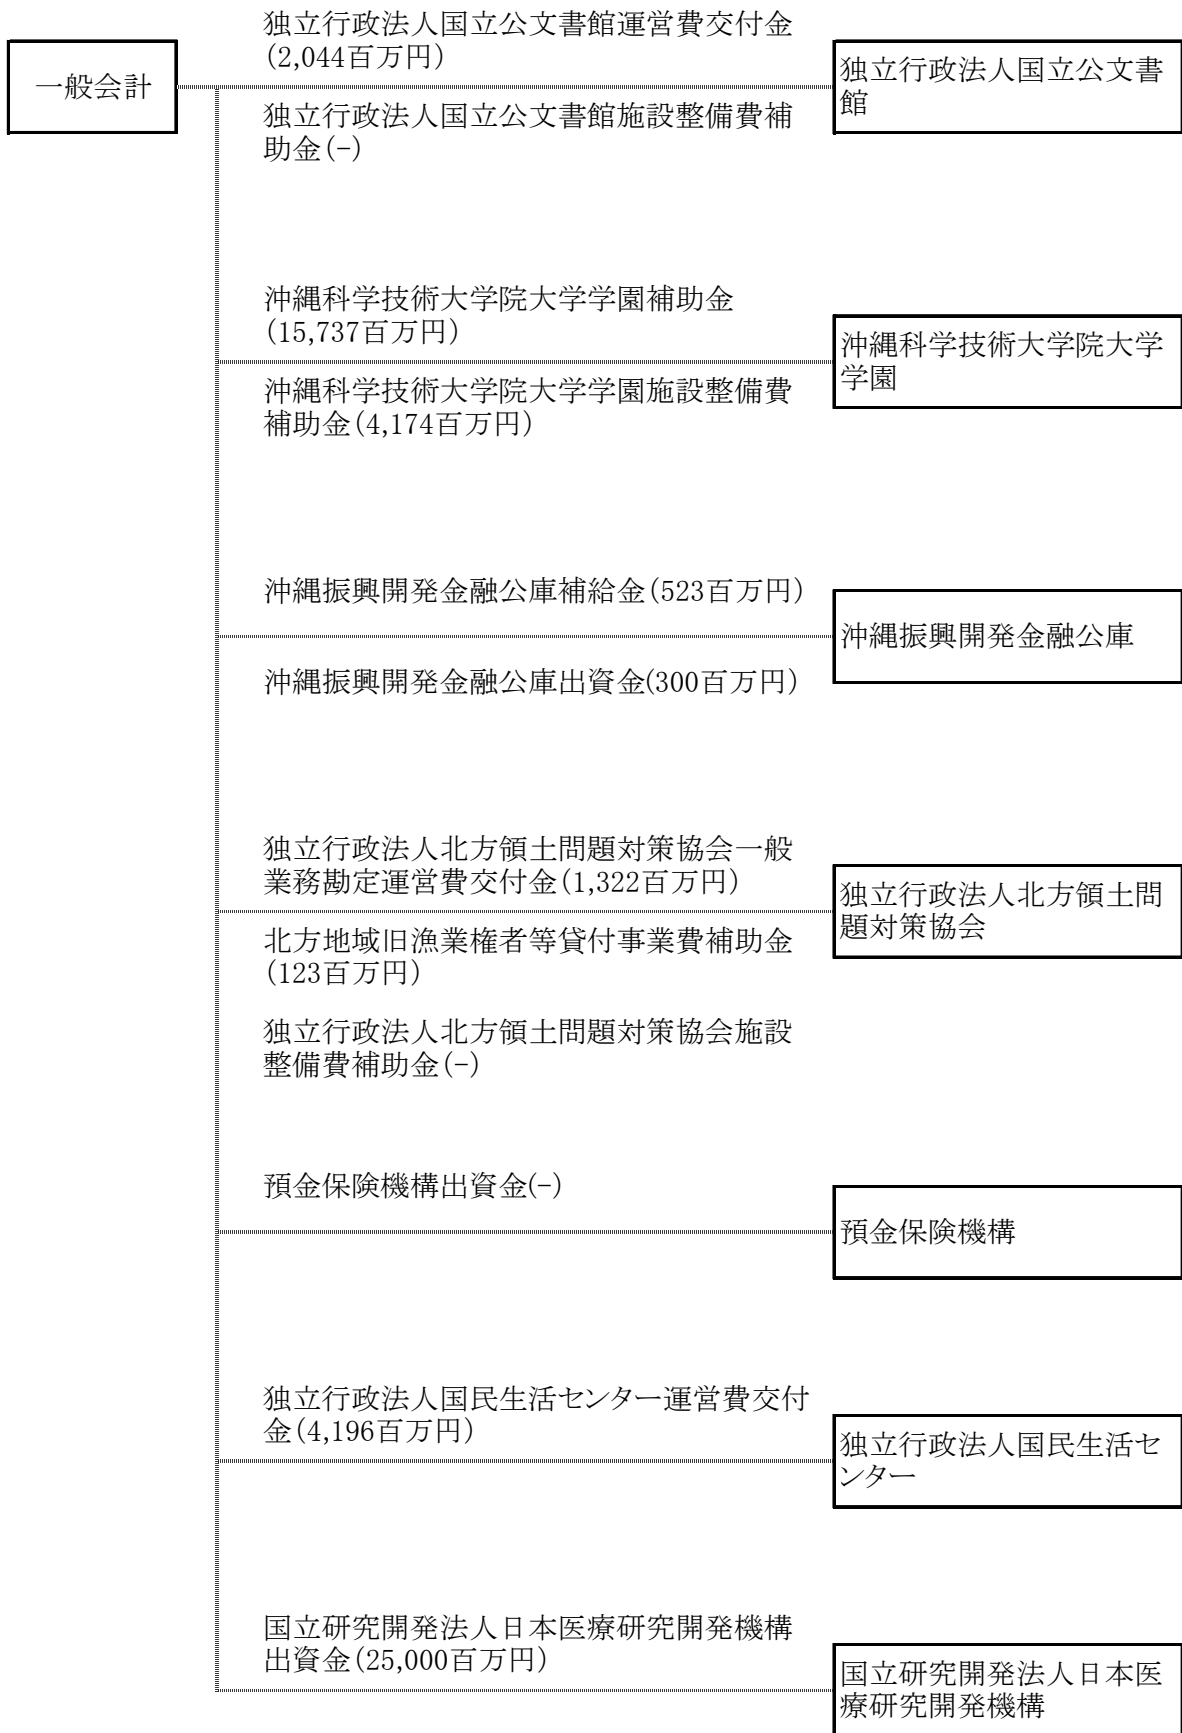 独立行政法人国立公文書館運営費交付金
(2,044百万円)
一般会計
独立行政法人国立公文書
館
独立行政法人国立公文書館施設整備費補
助金(-)
沖縄科学技術大学院大学学園補助金
(15,737百万円)
沖縄科学技術大学院大学
学園
沖縄科学技術大学院大学学園施設整備費
補助金(4,174百万円)
沖縄振興開発金融公庫補給金(523百万円)
沖縄振興開発金融公庫
沖縄振興開発金融公庫出資金(300百万円)
独立行政法人北方領土問題対策協会一般
業務勘定運営費交付金(1,322百万円)
独立行政法人北方領土問
題対策協会
北方地域旧漁業権者等貸付事業費補助金
(123百万円)
独立行政法人北方領土問題対策協会施設
整備費補助金(-)
預金保険機構出資金(-)
預金保険機構
独立行政法人国民生活センター運営費交付
金(4,196百万円)
独立行政法人国民生活セ
ンター
国立研究開発法人日本医療研究開発機構
出資金(25,000百万円)
国立研究開発法人日本医
療研究開発機構